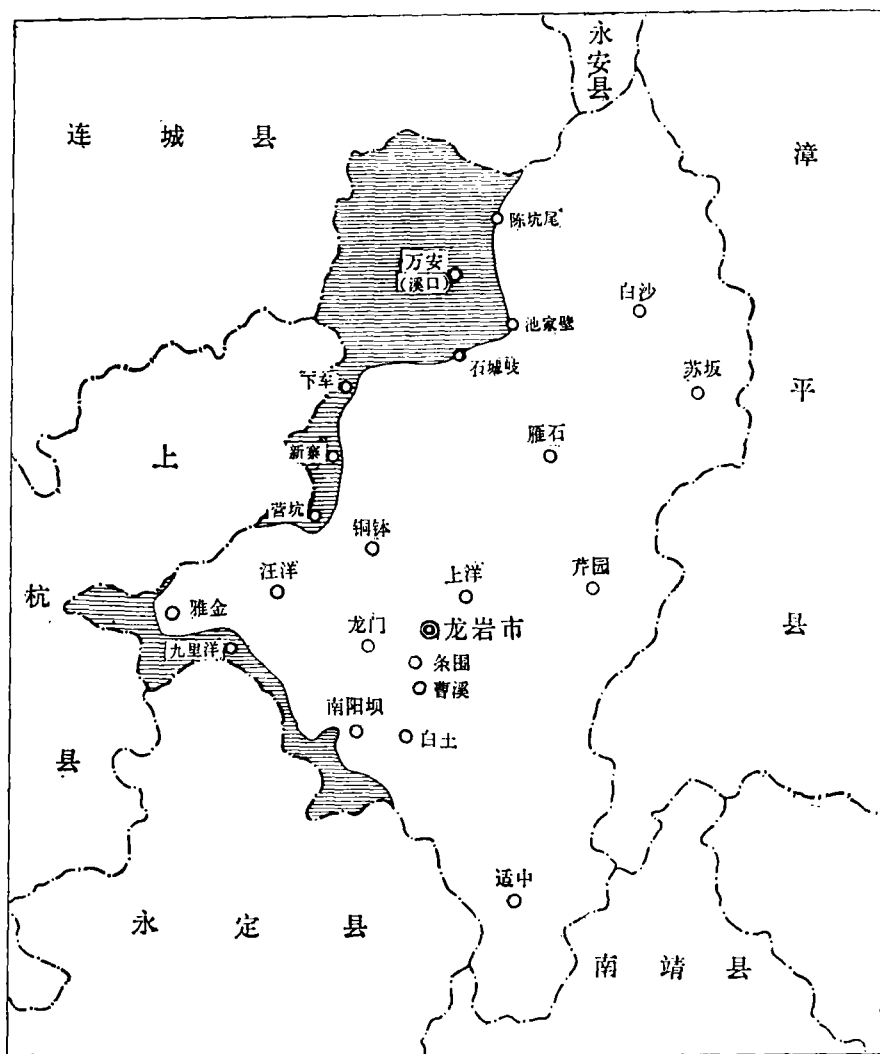 永安县
连城县
漳平县
陈坑尾
万安
(溪口)
白沙
池家壁
石城歧
下车
苏坂
雁石
新寨
上杭县
营坑
铜钵
汪洋
上洋
芹园
雅金
龙门
龙岩市
九里洋
条围
曹溪
南阳坝
白土
适中
永定县
南靖县